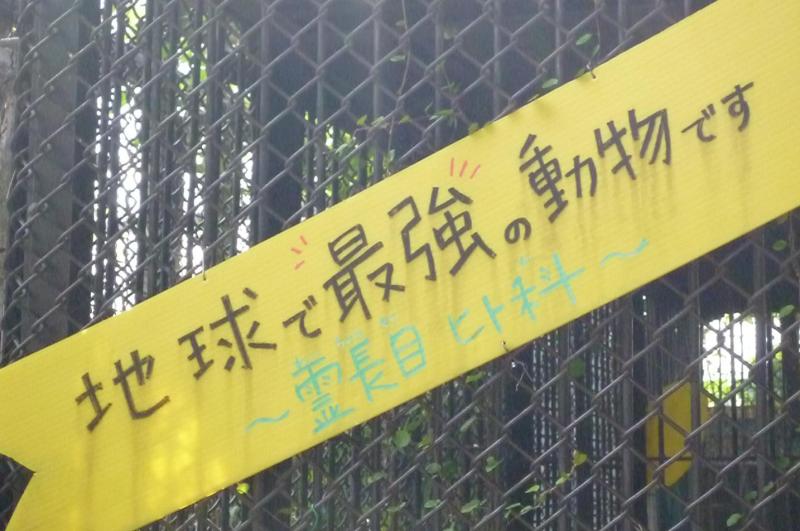 地球で最強の動物です
〜霊長目 ヒト科〜